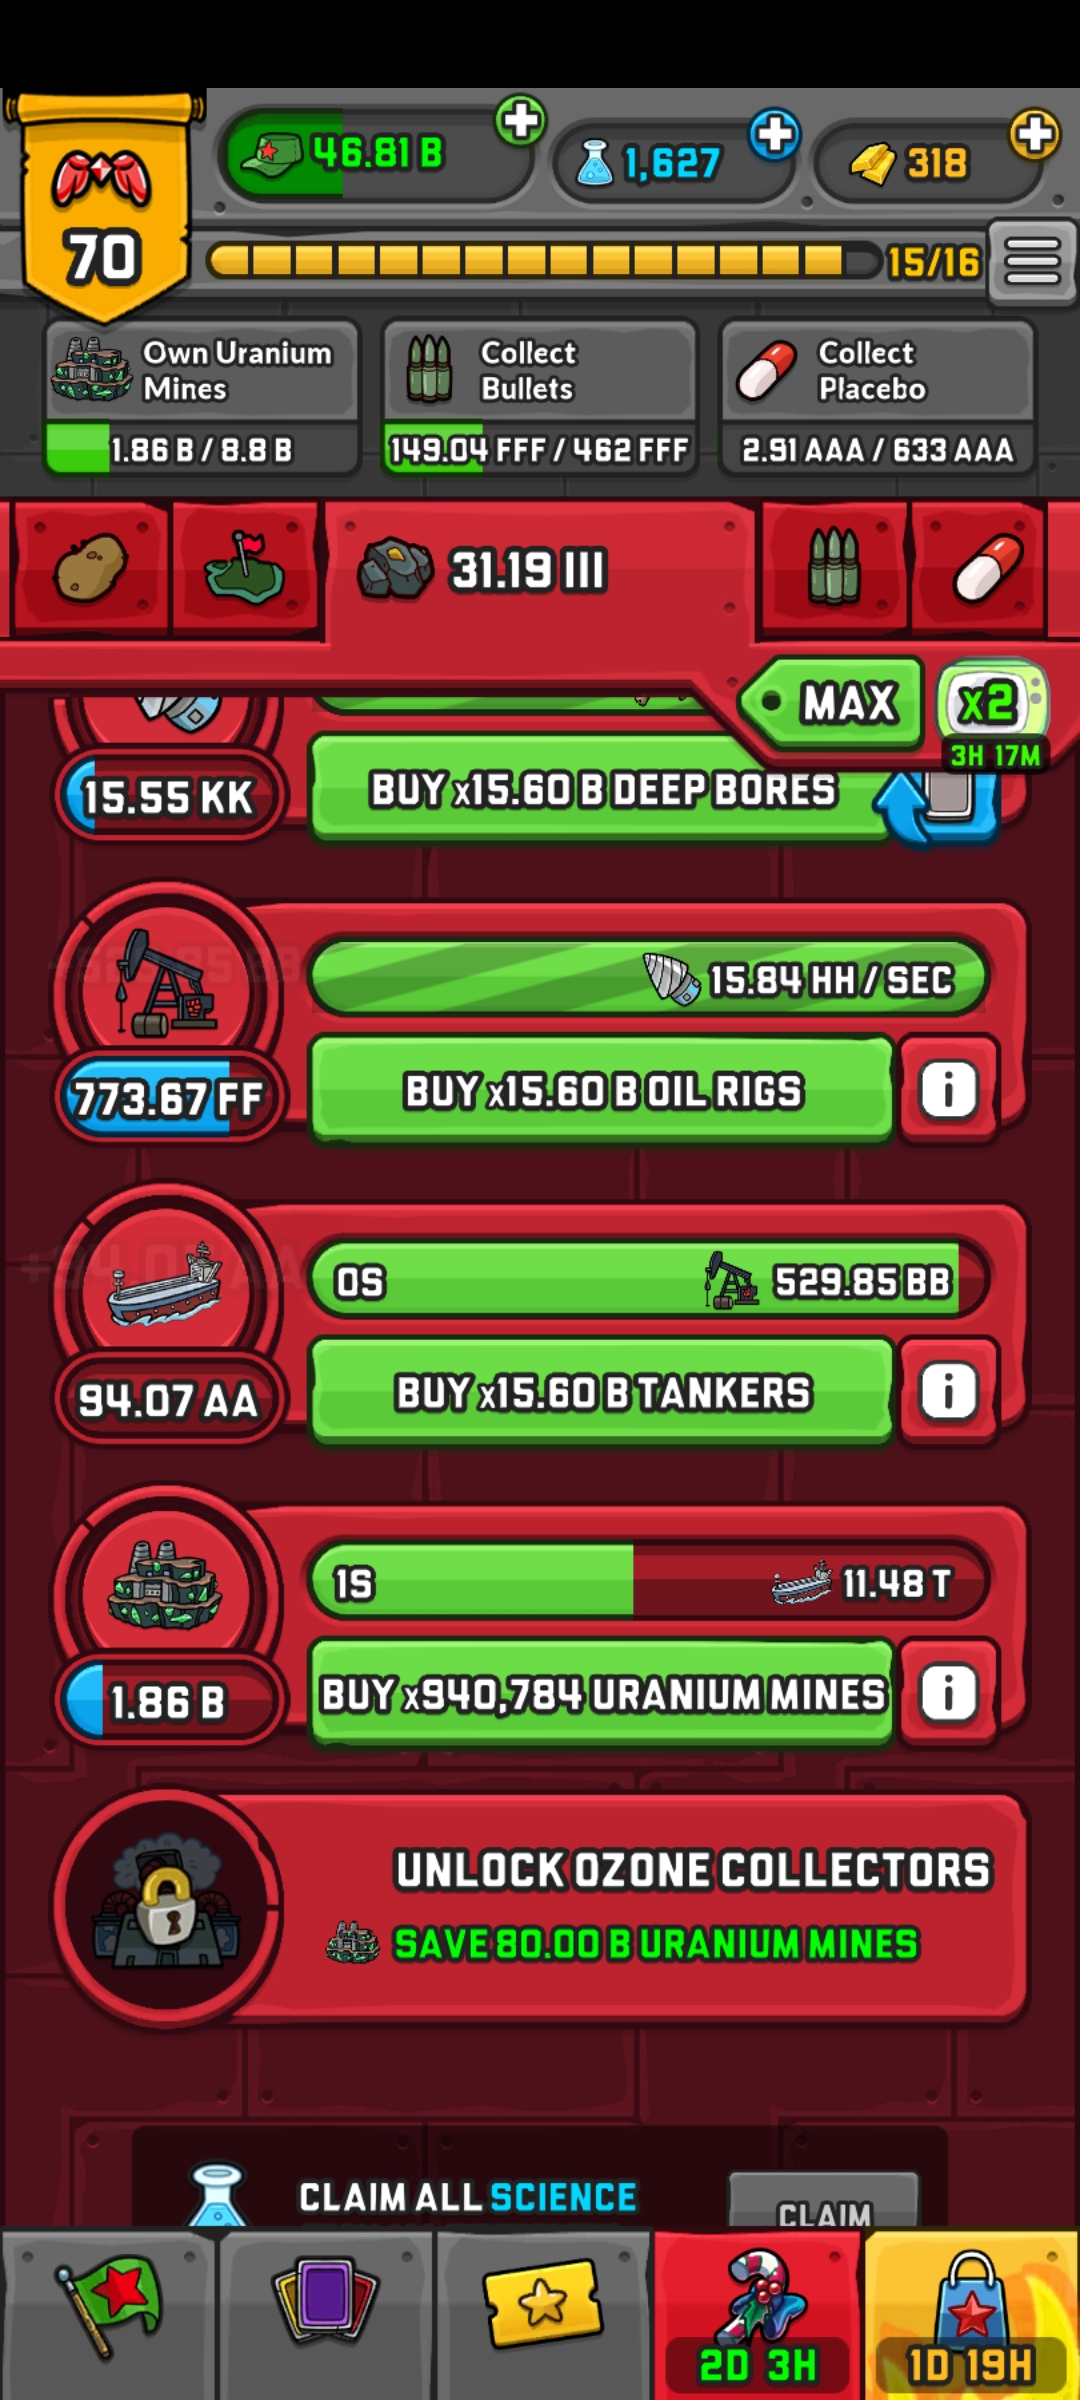 46.81 B
1,627
318
70
15/16
Own Uranium
Mines
1.86 B / 8.8 B
Collect
Bullets
149.04 FFF / 462 FFF
Collect
Placebo
2.91 AAA / 633 AAA
31.19 III
MAX
x2
3H 17M
15.55 KK
BUY x15.60 B DEEP BORES
15.84 HH / SEC
773.67 FF
BUY x15.60 B OIL RIGS
i
0S
529.85 BB
94.07 AA
BUY x15.60 B TANKERS
i
1S
11.48 T
1.86 B
BUY x940,784 URANIUM MINES
i
UNLOCK OZONE COLLECTORS
SAVE 80.00 B URANIUM MINES
CLAIM ALL SCIENCE
CLAIM
2D 3H
1D 19H